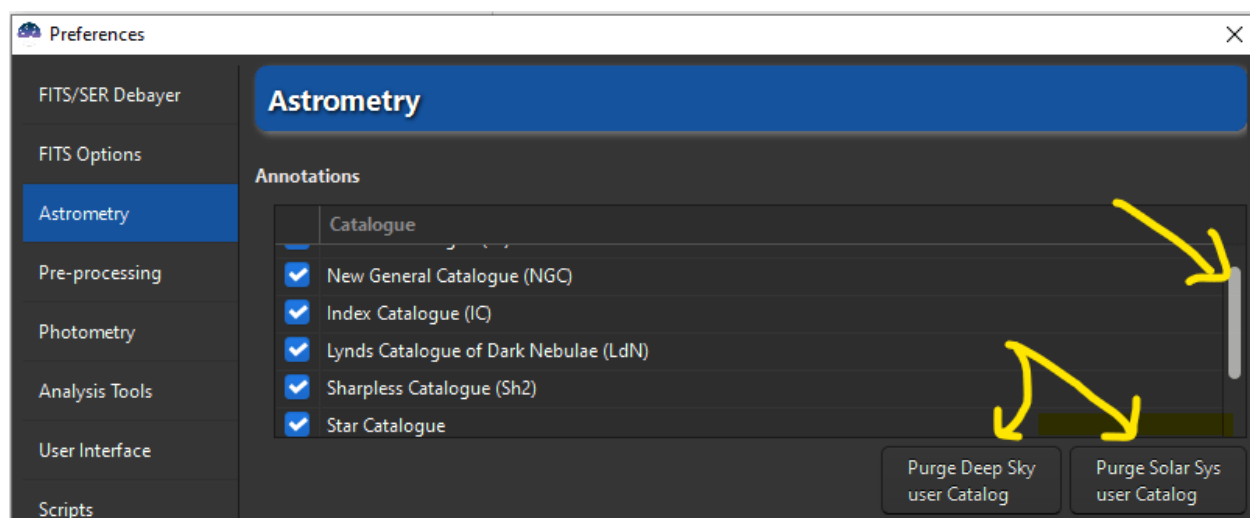 Preferences
FITS/SER Debayer
FITS Options
Astrometry
Pre-processing
Photometry
Analysis Tools
User Interface
Scripts
Astrometry
Annotations
Catalogue
New General Catalogue (NGC)
Index Catalogue (IC)
Lynds Catalogue of Dark Nebulae (LdN)
Sharpless Catalogue (Sh2)
Star Catalogue
Purge Deep Sky
user Catalog
Purge Solar Sys
user Catalog